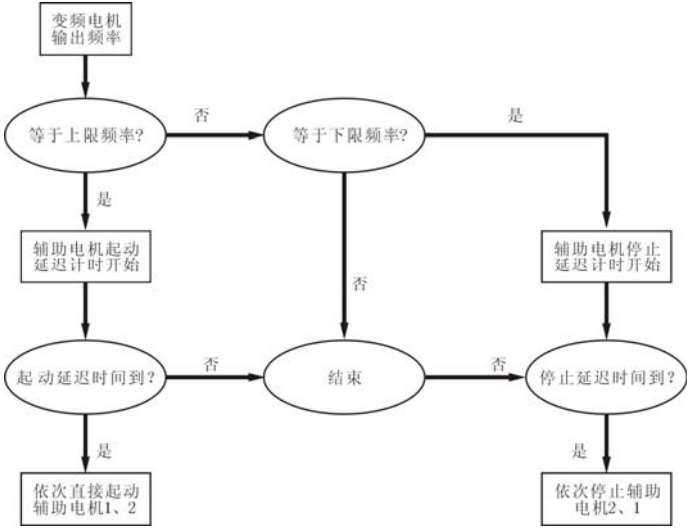 变频电机
输出频率
等于上限频率?
否
等于下限频率?
是
是
辅助电机起动
延迟计时开始
否
辅助电机停止
延迟计时开始
起动延迟时间到?
否
结束
否
停止延迟时间到?
是
是
依次直接起动
辅助电机1、2
依次停止辅助
电机2、1